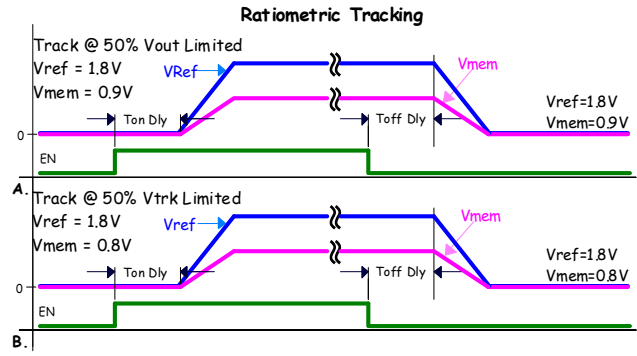 Ratiometric Tracking
Track @ 50% Vout Limited
Vref = 1.8V
Vmem = 0.9V
VRef
Vmem
Vref=1.8V
Vmem=0.9V
Ton Dly
Toff Dly
0
EN
A.
Track @ 50% Vtrk Limited
Vref = 1.8V
Vmem = 0.8V
Vref
Vmem
Vref=1.8V
Vmem=0.8V
Ton Dly
Toff Dly
0
EN
B.